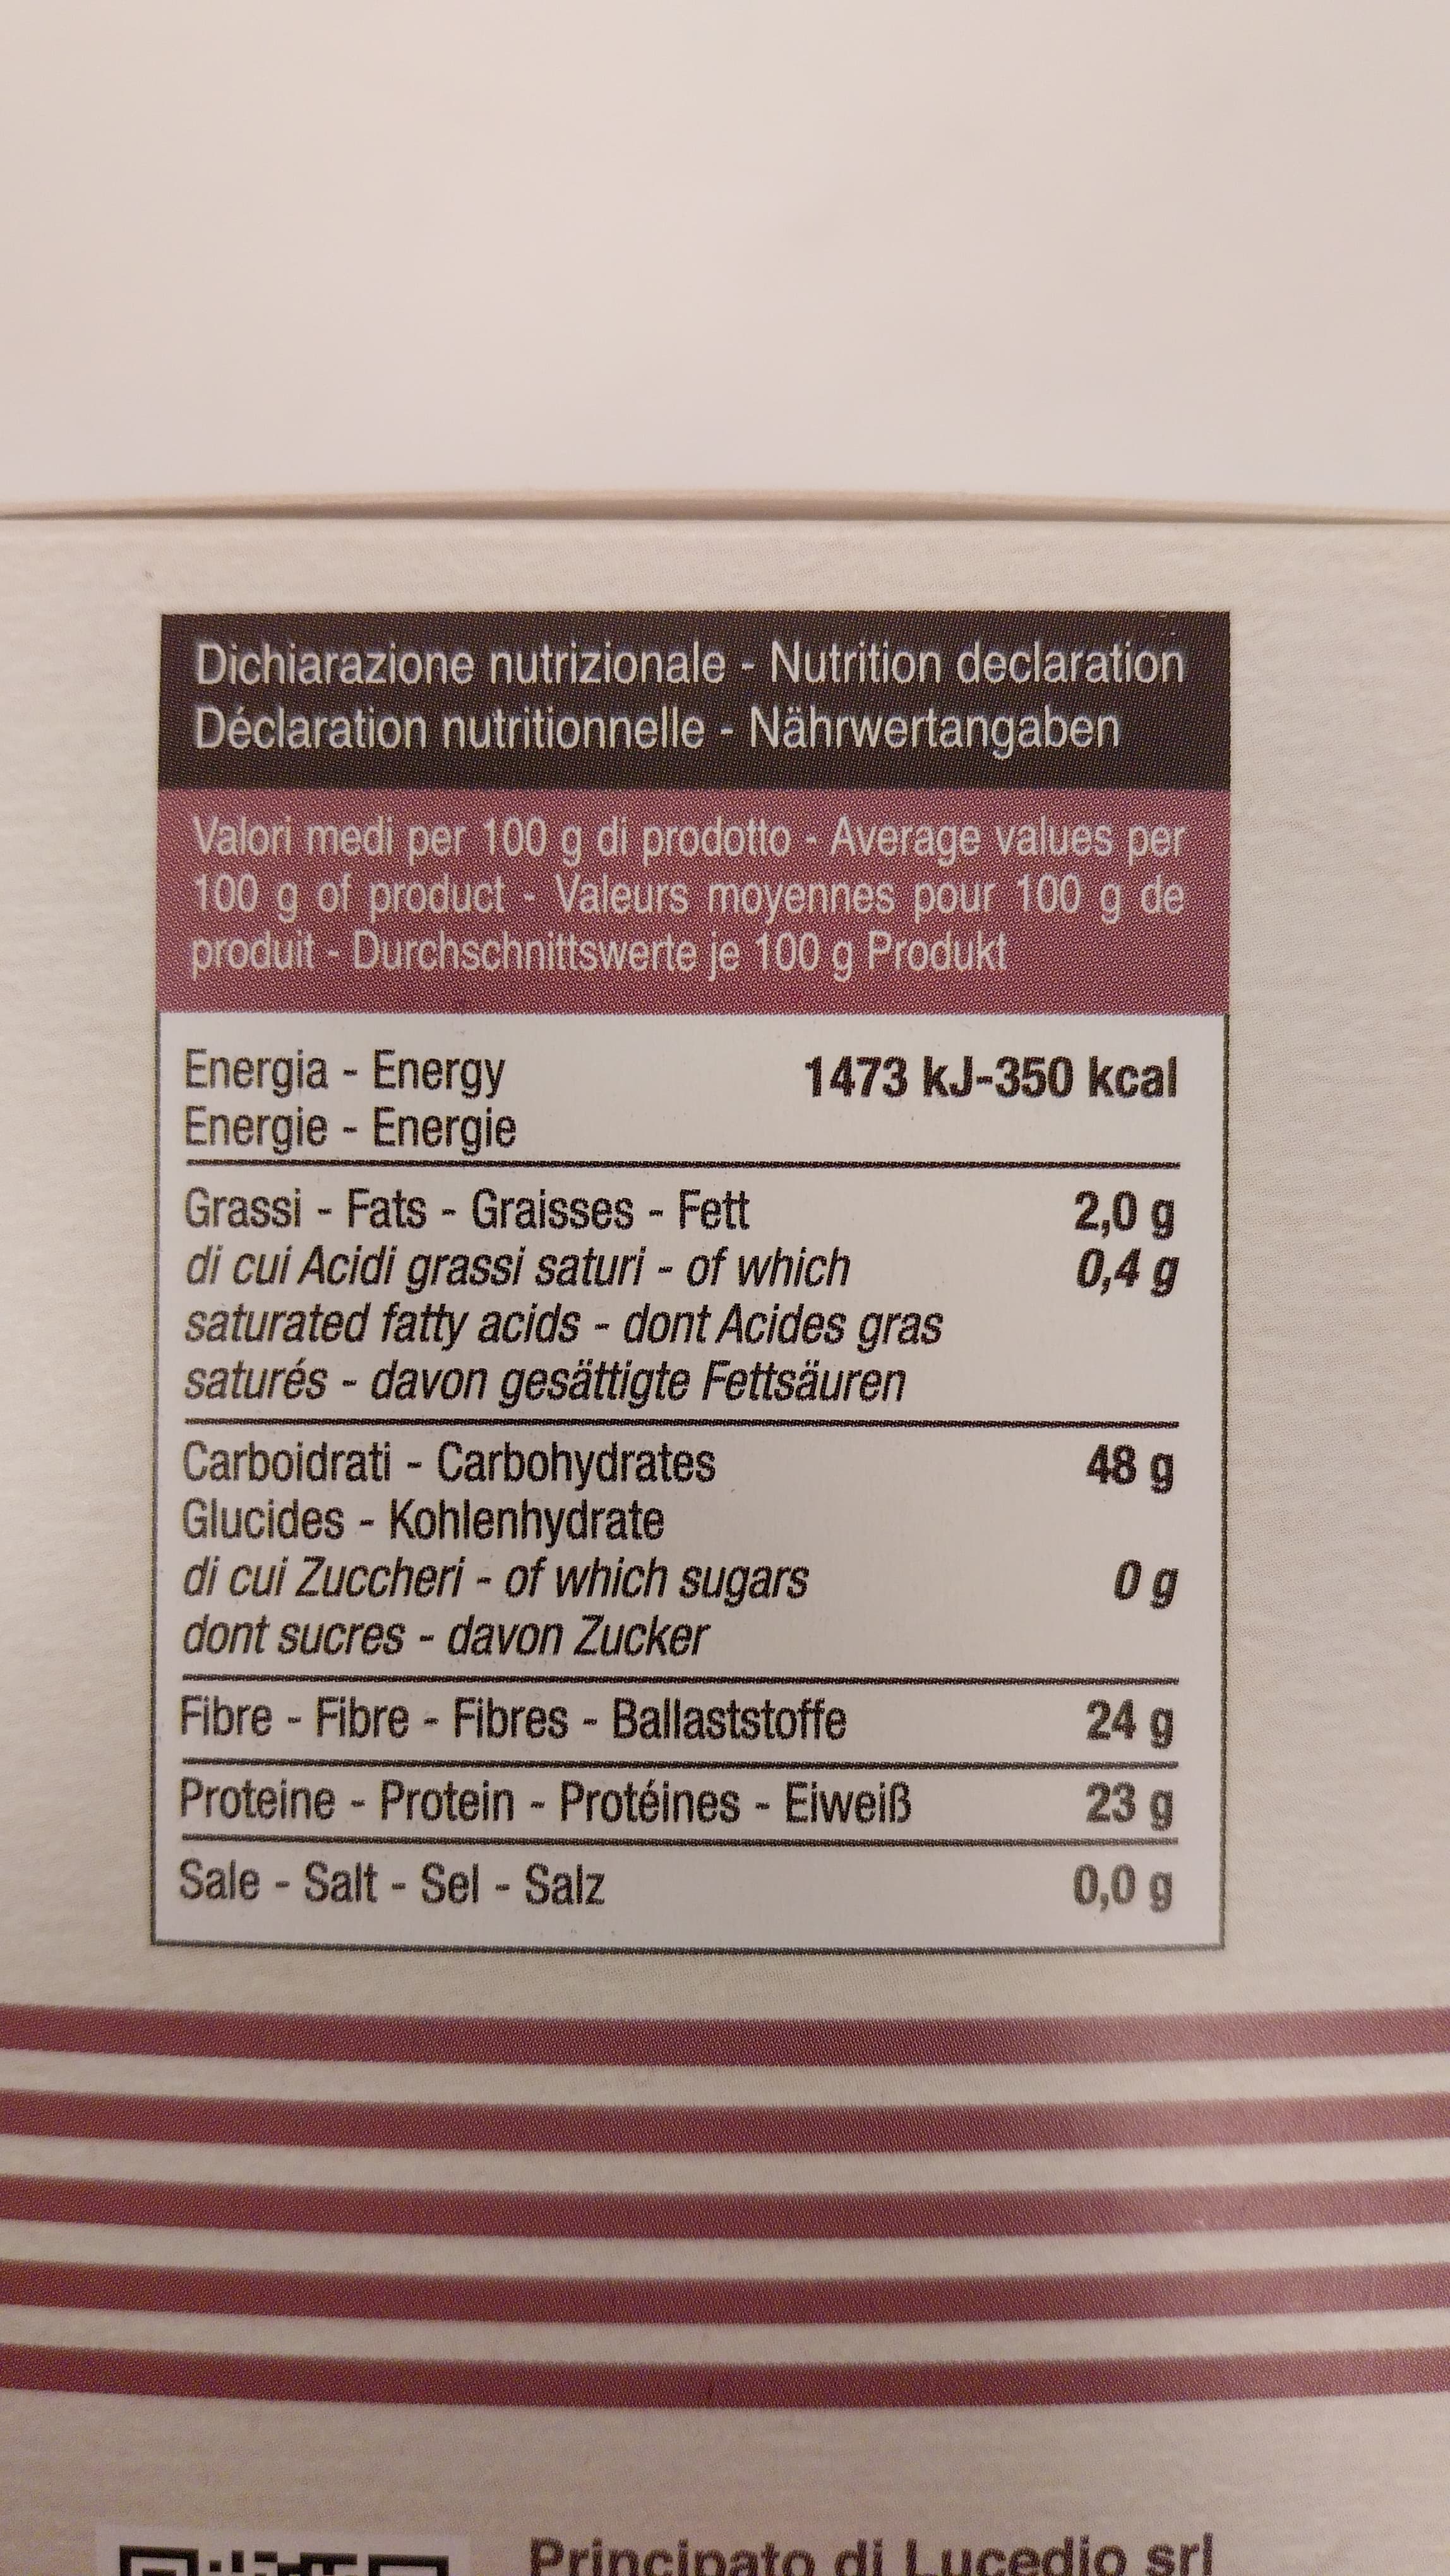 Dichiarazione nutrizionale - Nutrition declaration
Déclaration nutritionnelle - Nährwertangaben
Valori medi per 100 g di prodotto - Average values per
100 g of product - Valeurs moyennes pour 100 g de
produit - Durchschnittswerte je 100 g Produkt
Energia - Energy 1473 kJ-350 kcal
Energie - Energie
Grassi - Fats - Graisses - Fett 2,0 g
di cui Acidi grassi saturi - of which 0,4 g
saturated fatty acids - dont Acides gras
saturés - davon gesättigte Fettsäuren
Carboidrati - Carbohydrates 48 g
Glucides - Kohlenhydrate
di cui Zuccheri - of which sugars 0 g
dont sucres - davon Zucker
Fibre - Fibre - Fibres - Ballaststoffe 24 g
Proteine - Protein - Protéines - Eiweiß 23 g
Sale - Salt - Sel - Salz 0,0 g
Principato di Lucedio srl